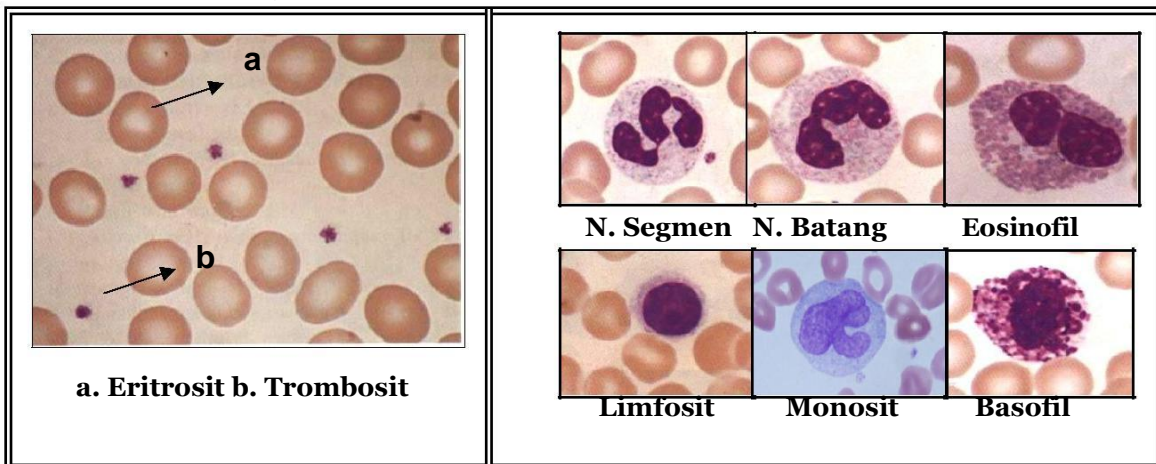 a
b
a. Eritrosit b. Trombosit
N. Segmen N. Batang Eosinofil
Limfosit Monosit Basofil